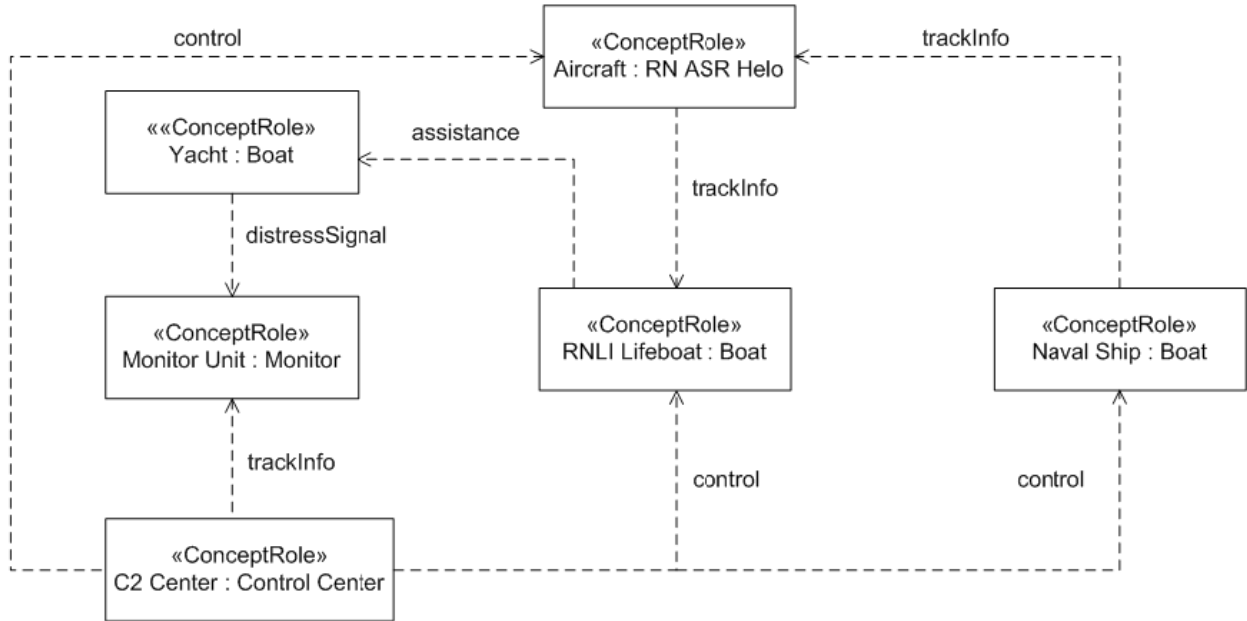 control
«ConceptRole»
Aircraft : RN ASR Helo
trackInfo
««ConceptRole»
Yacht : Boat
assistance
trackInfo
distressSignal
«ConceptRole»
Monitor Unit : Monitor
«ConceptRole»
RNLI Lifeboat : Boat
«ConceptRole»
Naval Ship : Boat
trackInfo
control
control
«ConceptRole»
C2 Center : Control Center